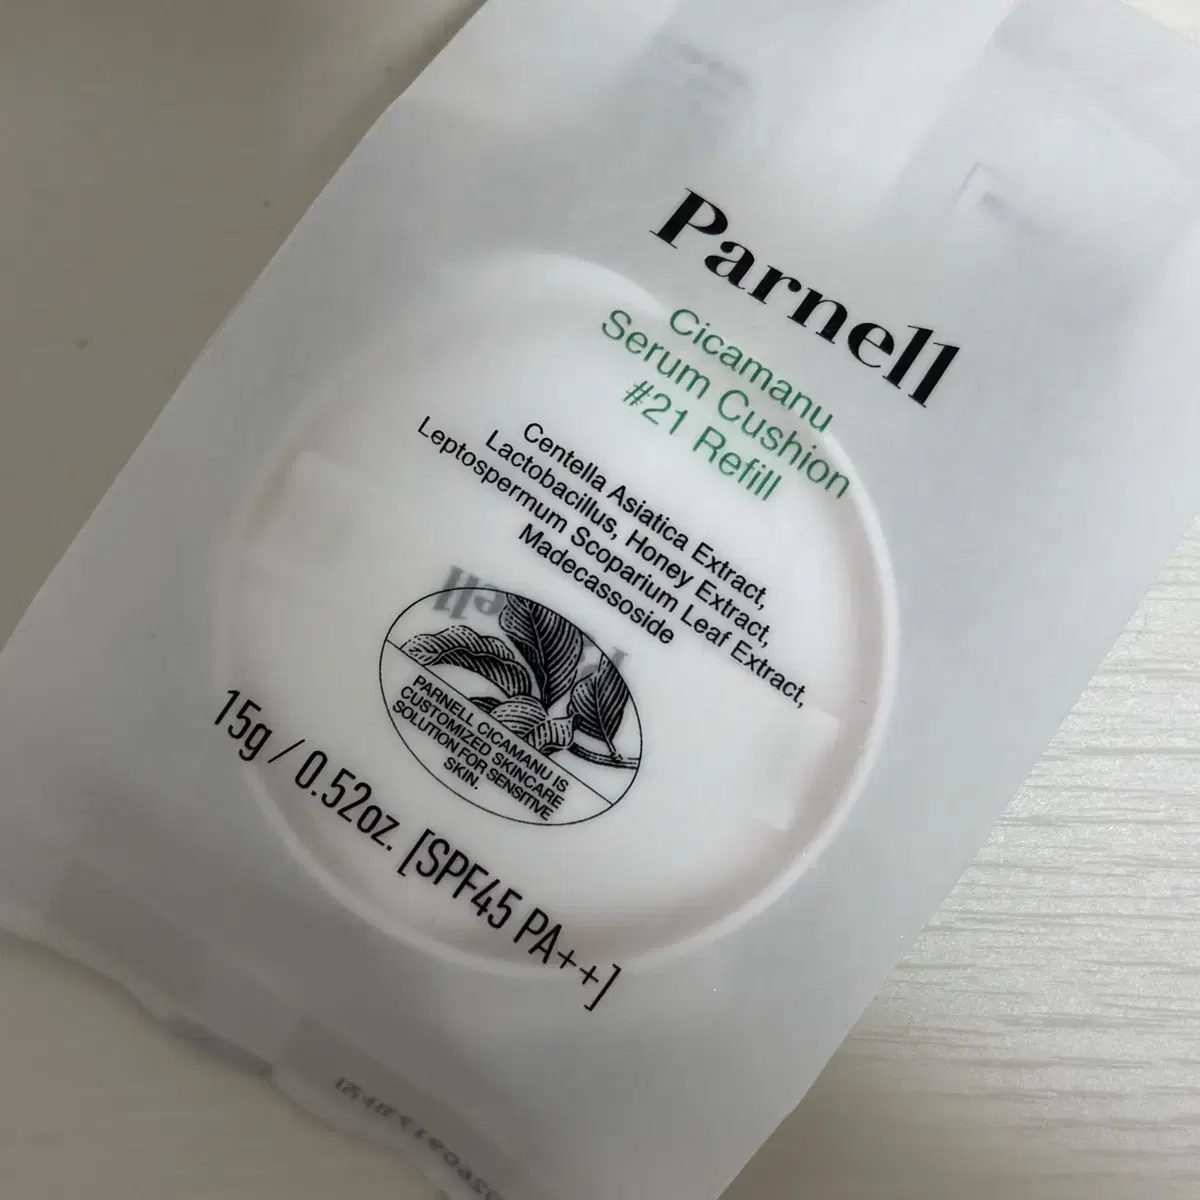 Parnell
Cicamanu
Serum Cushion
#21 Refill
Centella Asiatica Extract,
Lactobacillus, Honey Extract,
Leptospermum Scoparium Leaf Extract,
Madecassoside
PARNELL CICAMANU IS
CUSTOMIZED SKINCARE
SOLUTION FOR SENSITIVE
SKIN.
15g / 0.52oz. [SPF45 PA++]